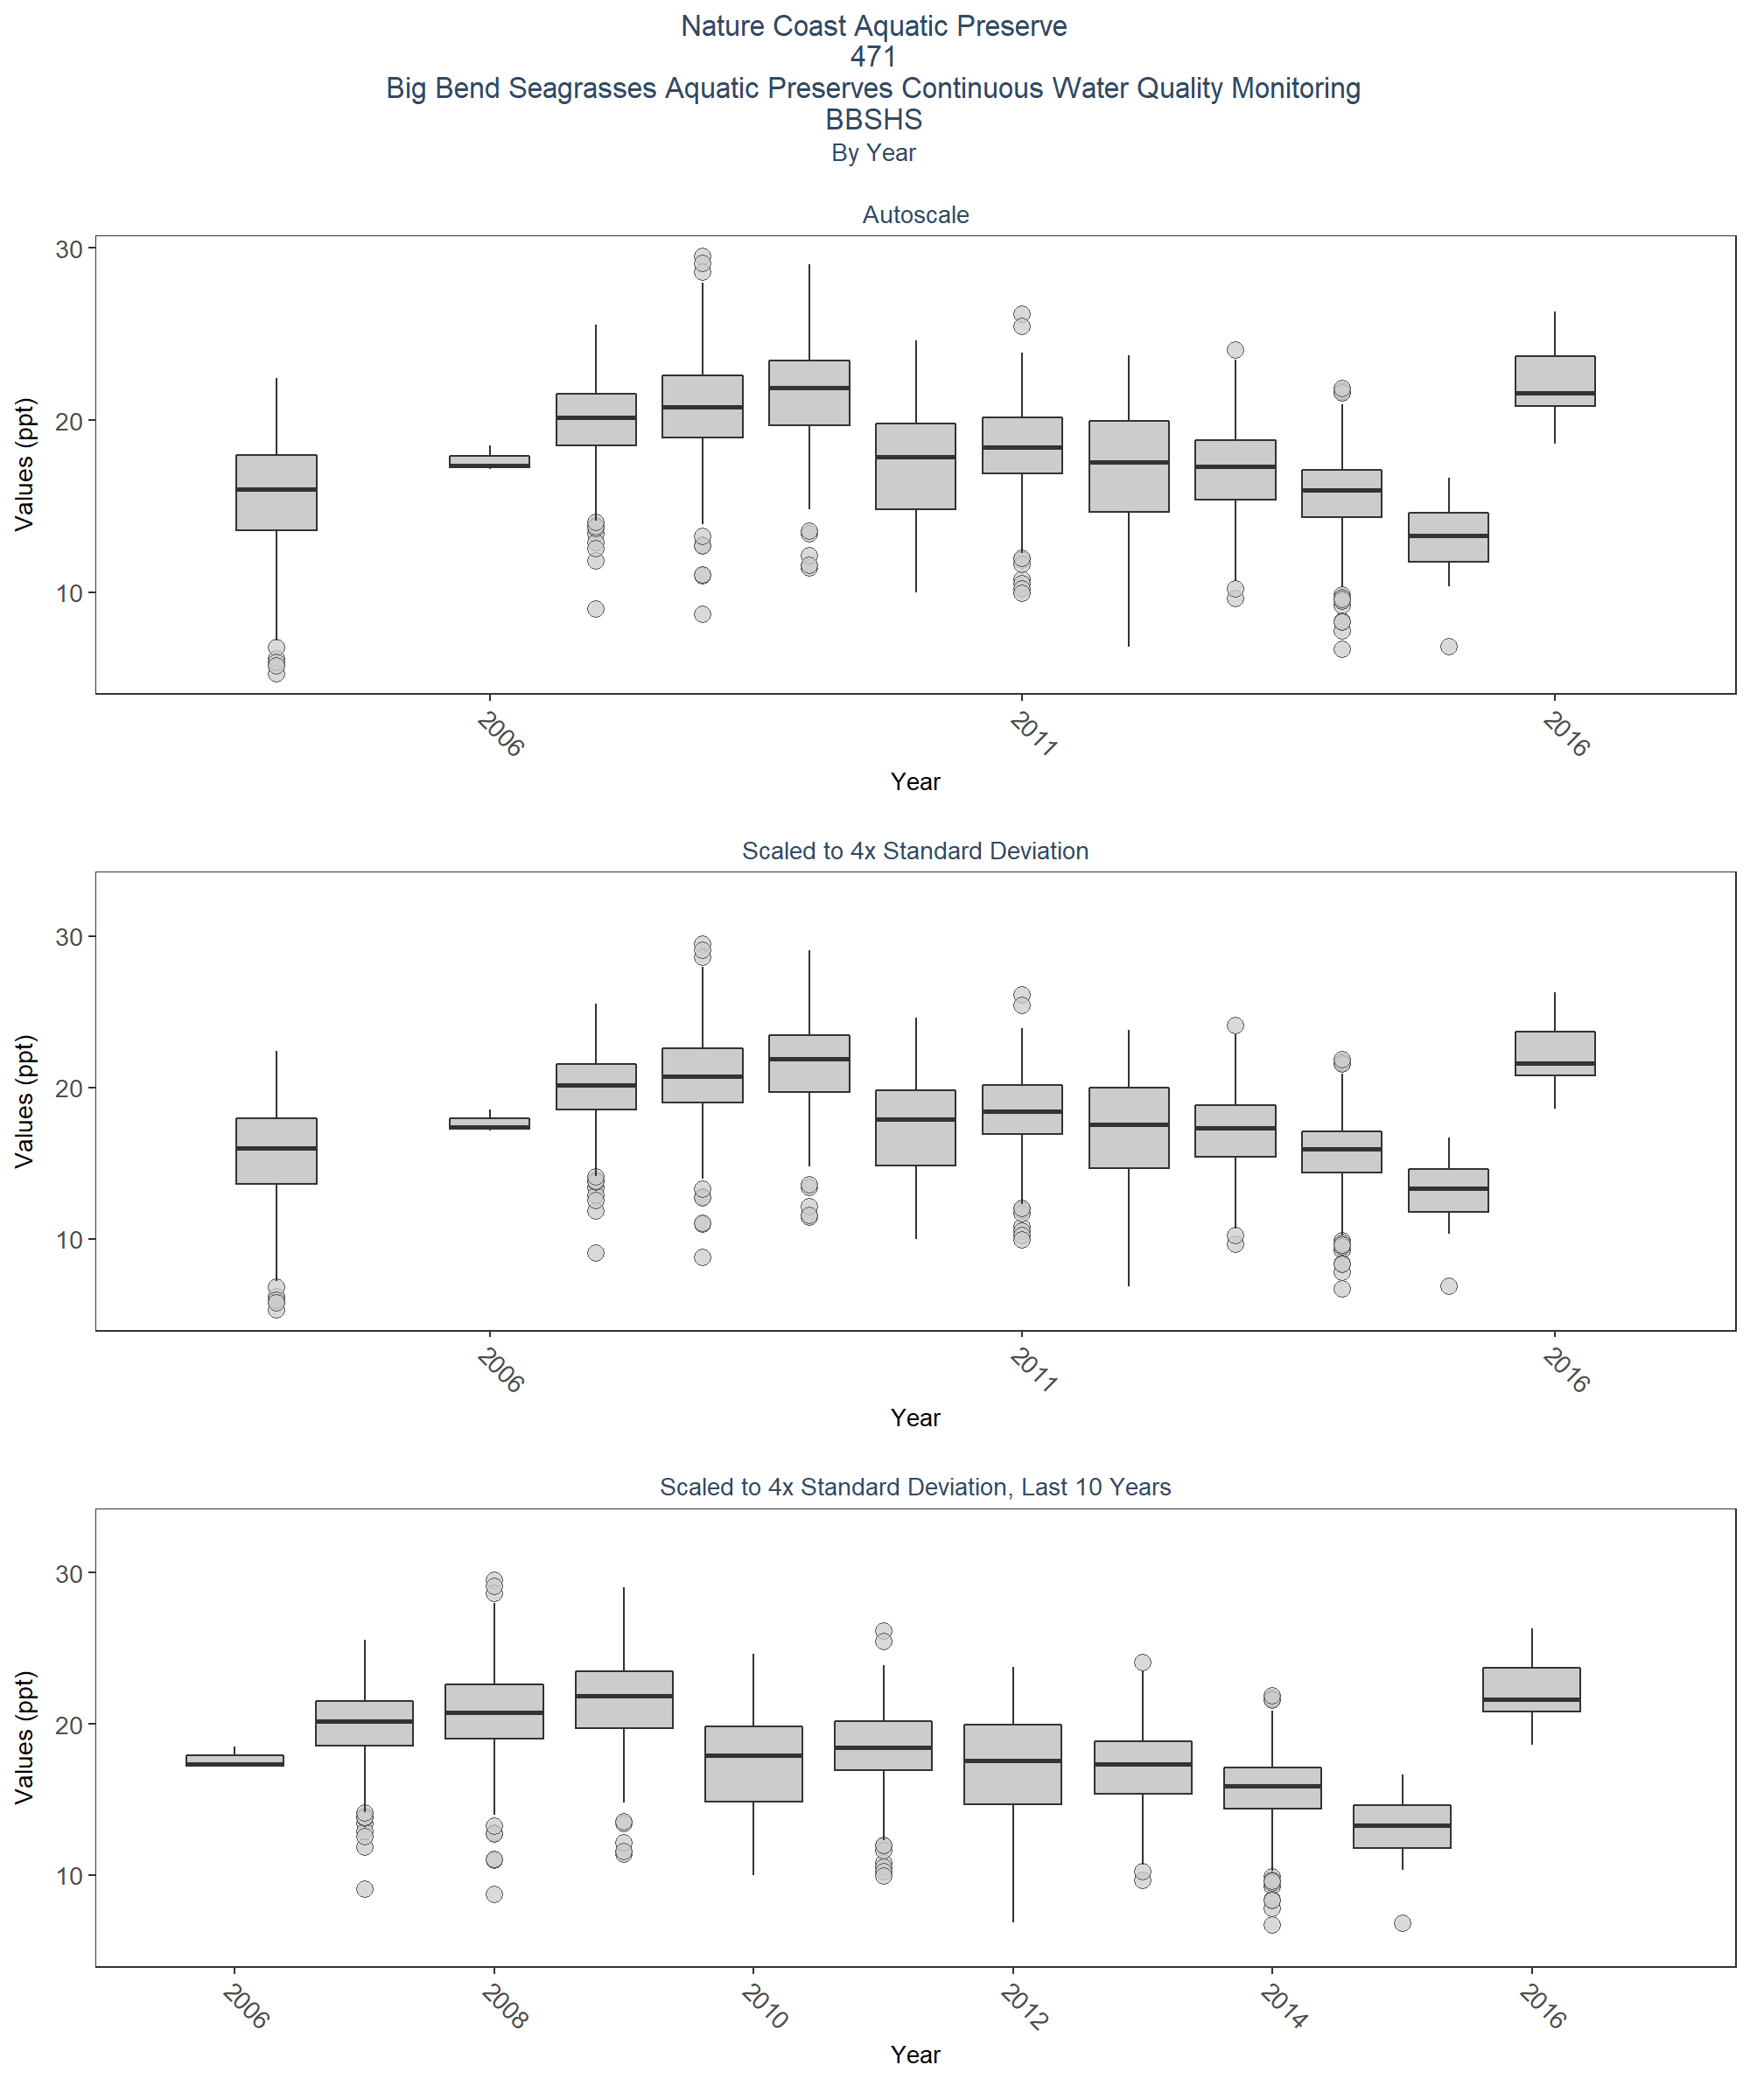 Nature Coast Aquatic Preserve
471
Big Bend Seagrasses Aquatic Preserves Continuous Water Quality Monitoring
BBSHS
By Year
Autoscale
Values (ppt)
30
20
10
2006 2011 2016
Year
Scaled to 4x Standard Deviation
Values (ppt)
30
20
10
2006 2011 2016
Year
Scaled to 4x Standard Deviation, Last 10 Years
Values (ppt)
30
20
10
2006 2008 2010 2012 2014 2016
Year